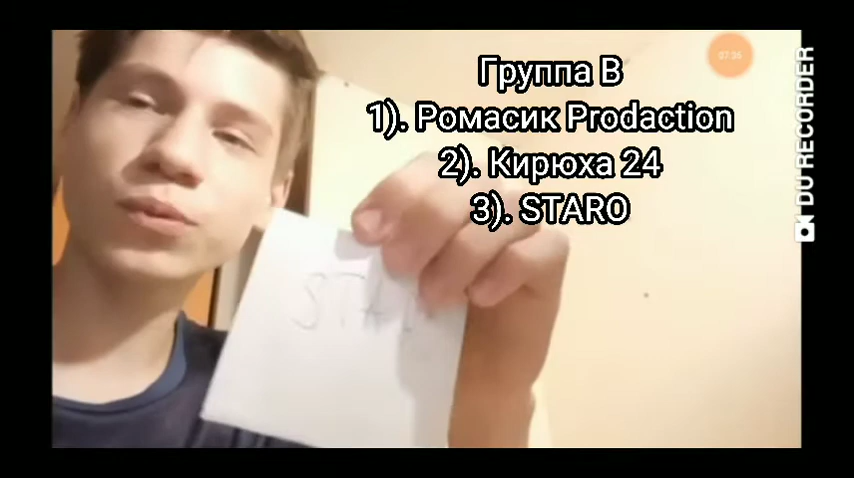 Группа В
1). Ромасик Prodaction
2). Кирюха 24
3). STARO
DU RECORDER